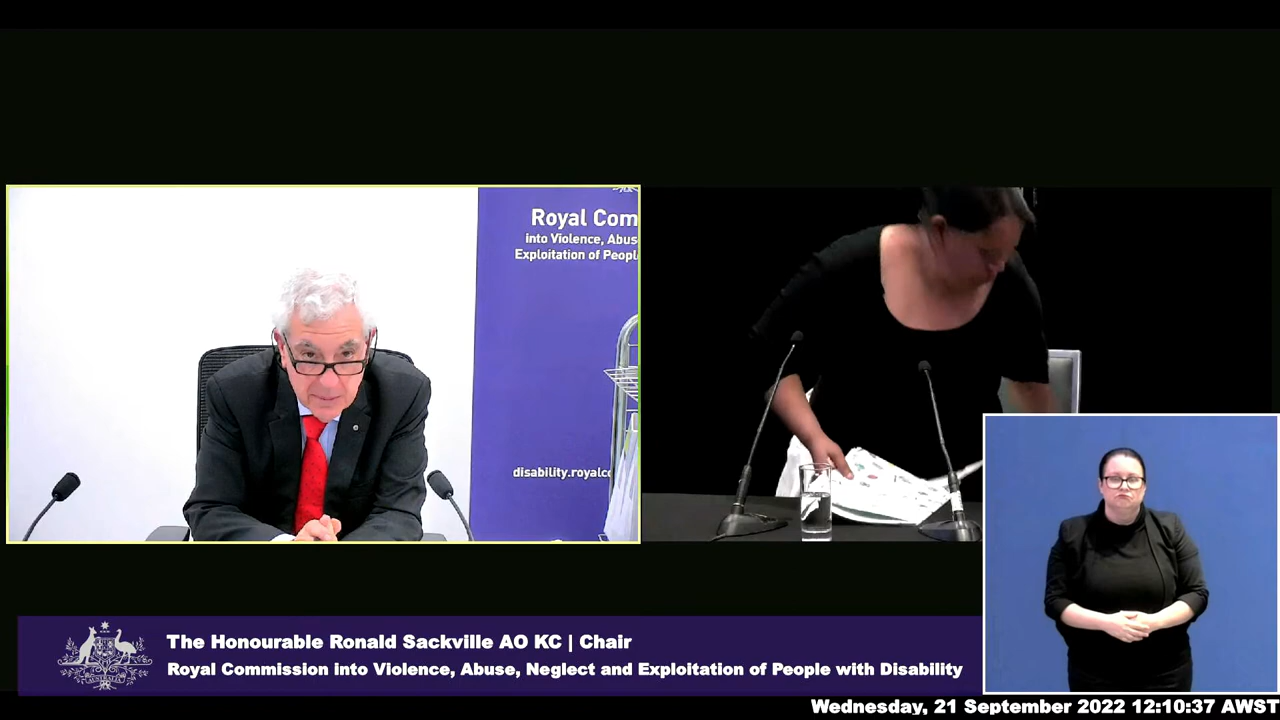 Royal Com
into Violence, Abus
Exploitation of Peopl
disability.royalco
The Honourable Ronald Sackville AO KC | Chair
Royal Commission into Violence, Abuse, Neglect and Exploitation of People with Disability
Wednesday, 21 September 2022 12:10:37 AWST